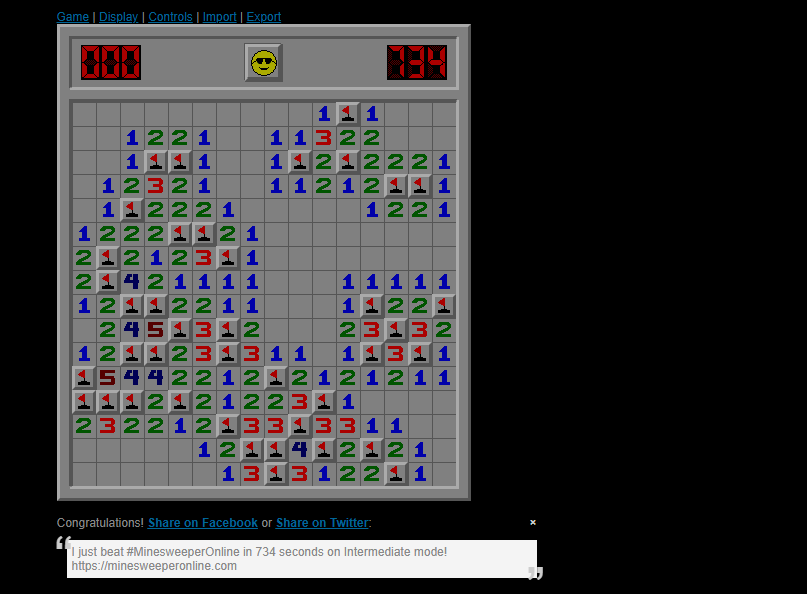 Game | Display | Controls | Import | Export
000 734
1 1
1 2 2 1 1 1 3 2 2
1 1 1 2 2 2 2 1
1 2 3 2 1 1 1 2 1 2 1
1 2 2 2 1 1 2 2 1
1 2 2 2 2 1
2 2 1 2 3 1
2 4 2 1 1 1 1 1 1 1 1 1
1 2 2 2 1 1 1 2 2
2 4 5 3 2 2 3 3 2
1 2 2 3 3 1 1 1 3 1
5 4 4 2 2 1 2 2 1 2 1 2 1 1
2 2 1 2 2 3 1
2 3 2 2 1 2 3 3 3 3 1 1
1 2 4 2 2 1
1 3 3 1 2 2 1
Congratulations! Share on Facebook or Share on Twitter: ×
“I just beat #MinesweeperOnline in 734 seconds on Intermediate mode!
https://minesweeperonline.com”